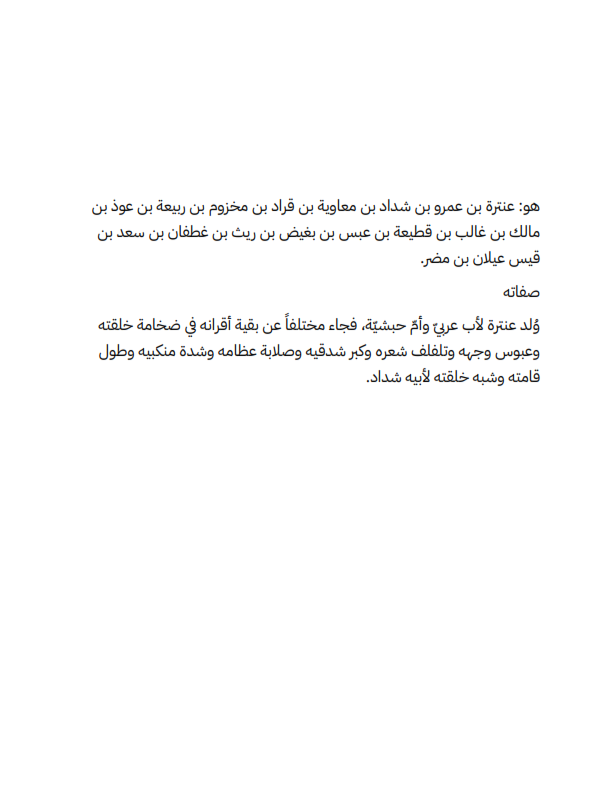 هو: عنترة بن عمرو بن شداد بن معاوية بن قراد بن مخزوم بن ربيعة بن عوذ بن
مالك بن غالب بن قطيعة بن عبس بن بغيض بن ريث بن غطفان بن سعد بن
قيس عيلان بن مضر.
صفاته
وُلد عنترة لأب عربيّ وأمّ حبشيّة، فجاء مختلفاً عن بقية أقرانه في ضخامة خلقته
وعبوس وجهه وتلفلف شعره وكبر شدقيه وصلابة عظامه وشدة منكبيه وطول
قامته وشبه خلقته لأبيه شداد.